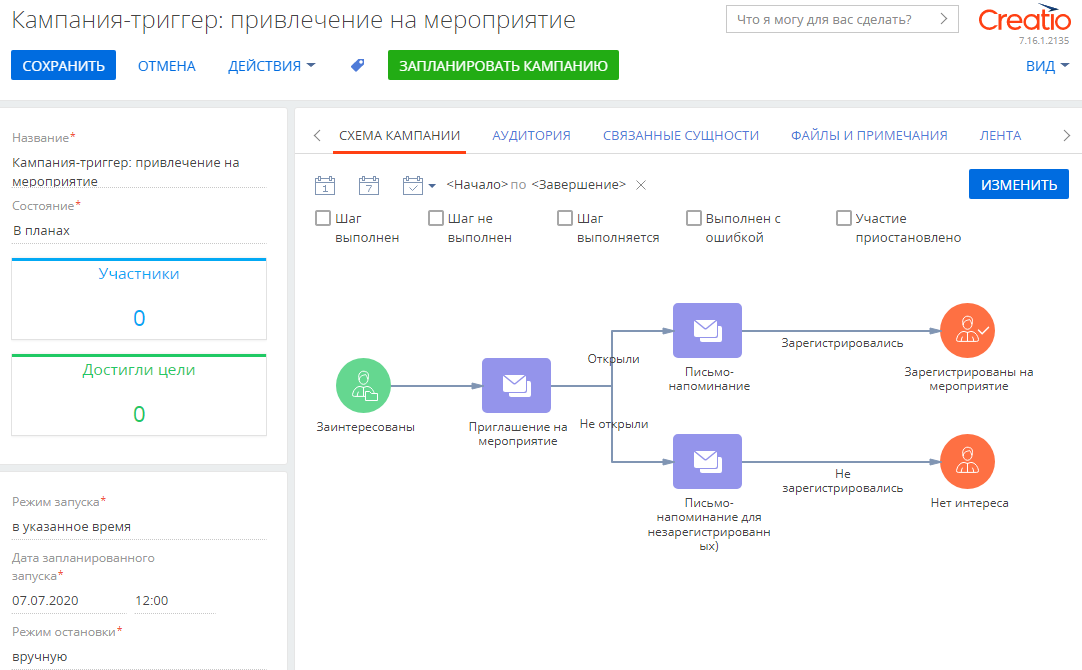 Кампания-триггер: привлечение на мероприятие
Что я могу для вас сделать?
Creatio
7.16.1.2135
СОХРАНИТЬ
ОТМЕНА
ДЕЙСТВИЯ
ЗАПЛАНИРОВАТЬ КАМПАНИЮ
ВИД
Название*
Кампания-триггер: привлечение на
мероприятие
Состояние*
В планах
Участники
0
Достигли цели
0
Режим запуска*
в указанное время
Дата запланированного
запуска*
07.07.2020 12:00
Режим остановки*
вручную
СХЕМА КАМПАНИИ
АУДИТОРИЯ
СВЯЗАННЫЕ СУЩНОСТИ
ФАЙЛЫ И ПРИМЕЧАНИЯ
ЛЕНТА
1
7
<Начало> по <Завершение>
ИЗМЕНИТЬ
Шаг
выполнен
Шаг не
выполнен
Шаг
выполняется
Выполнен с
ошибкой
Участие
приостановлено
Заинтересованы
Приглашение на
мероприятие
Открыли
Не открыли
Письмо-
напоминание
Зарегистрировались
Зарегистрированы на
мероприятие
Письмо-
напоминание для
незарегистрированн
ых)
Не
зарегистрировались
Нет интереса